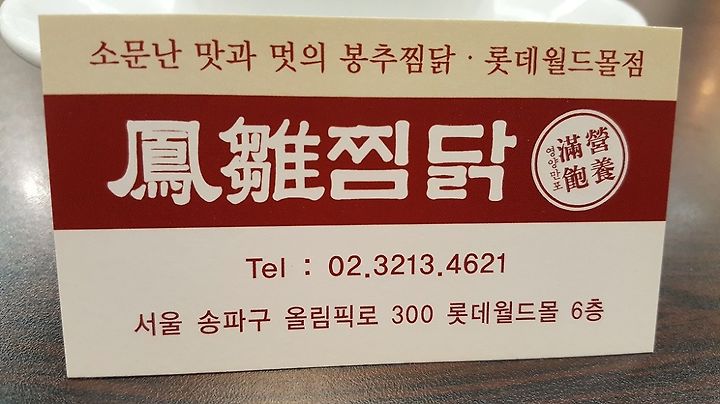 소문난 맛과 멋의 봉추찜닭 · 롯데월드몰점
鳳雛찜닭
營養
滿飽
영양만포
Tel : 02.3213.4621
서울 송파구 올림픽로 300 롯데월드몰 6층